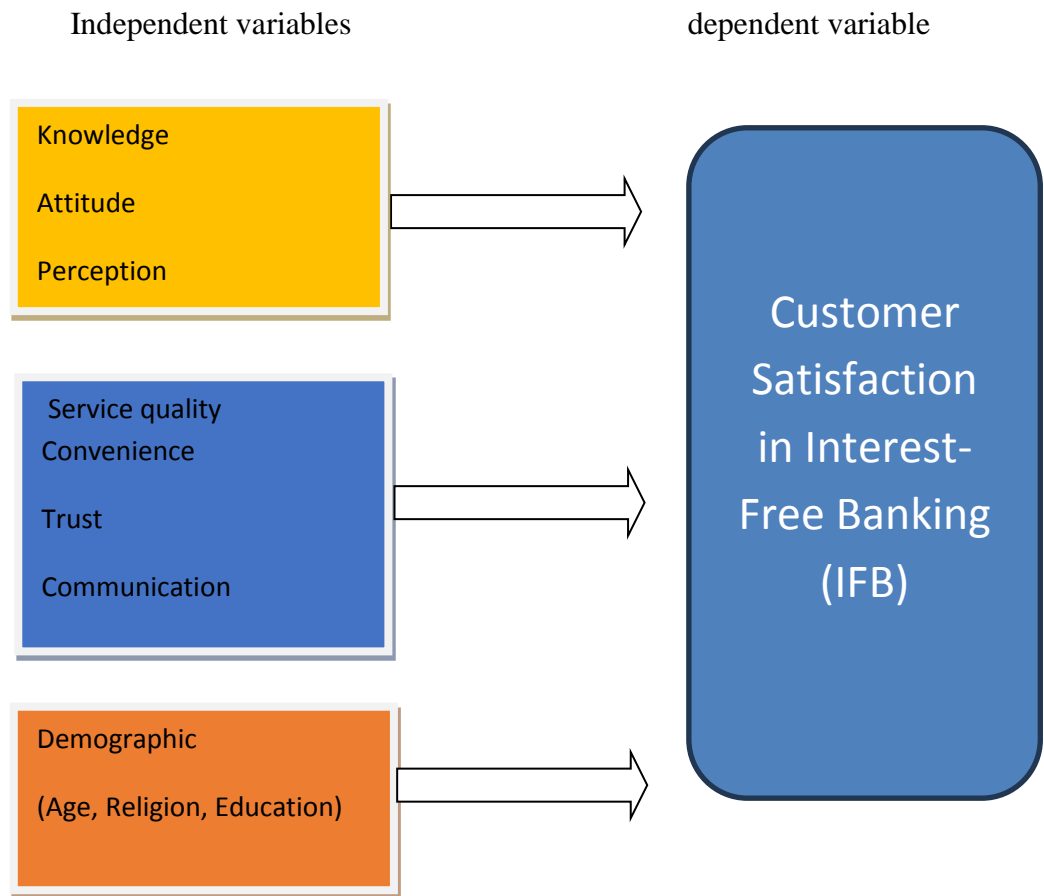 Independent variables
dependent variable
Knowledge
Attitude
Perception
Service quality
Convenience
Trust
Communication
Demographic
(Age, Religion, Education)
Customer
Satisfaction
in Interest-
Free Banking
(IFB)